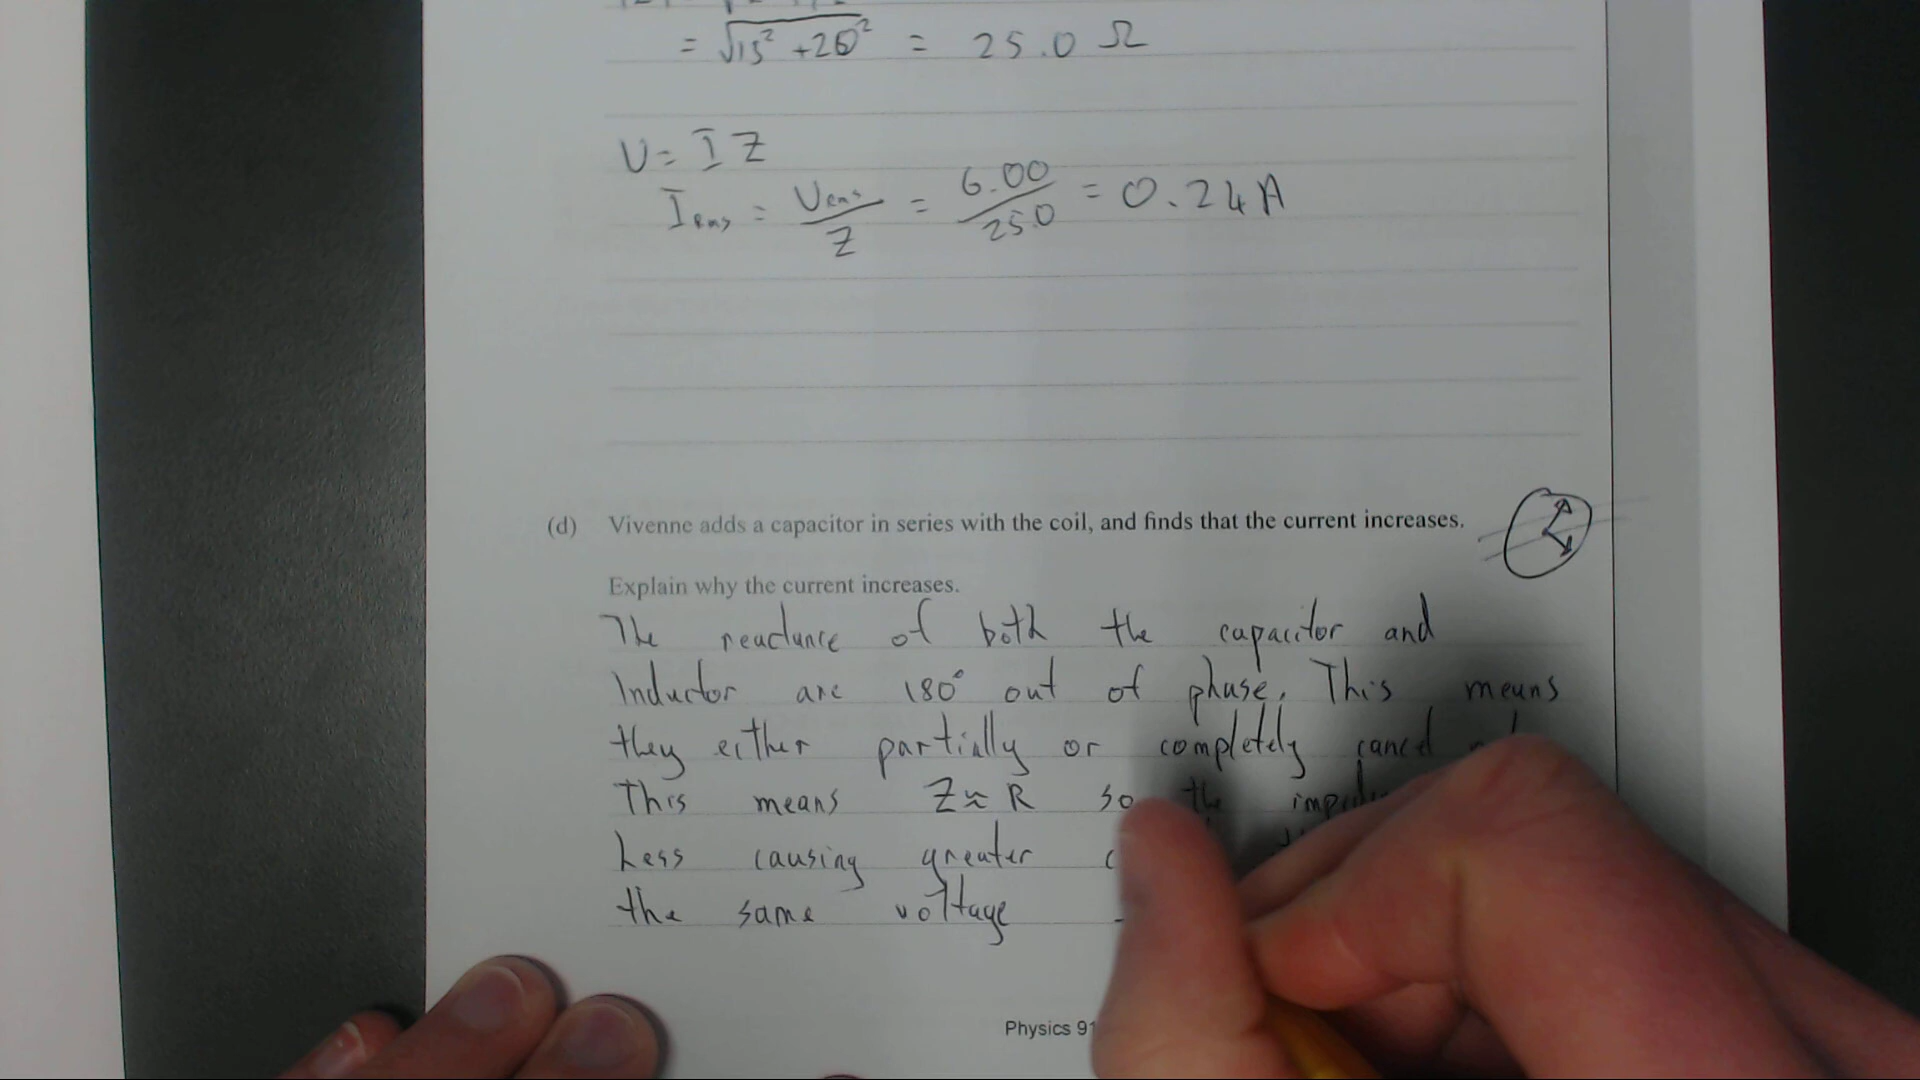 = √15² + 20² = 25.0 Ω
V = I Z
I rms = V rms / Z = 6.00 / 25.0 = 0.24 A
(d) Vivenne adds a capacitor in series with the coil, and finds that the current increases.
Explain why the current increases.
The reactance of both the capacitor and
Inductor are 180° out of phase. This means
they either partially or completely cancel
This means Z ≈ R so the
Less causing greater
the same voltage
Physics 91